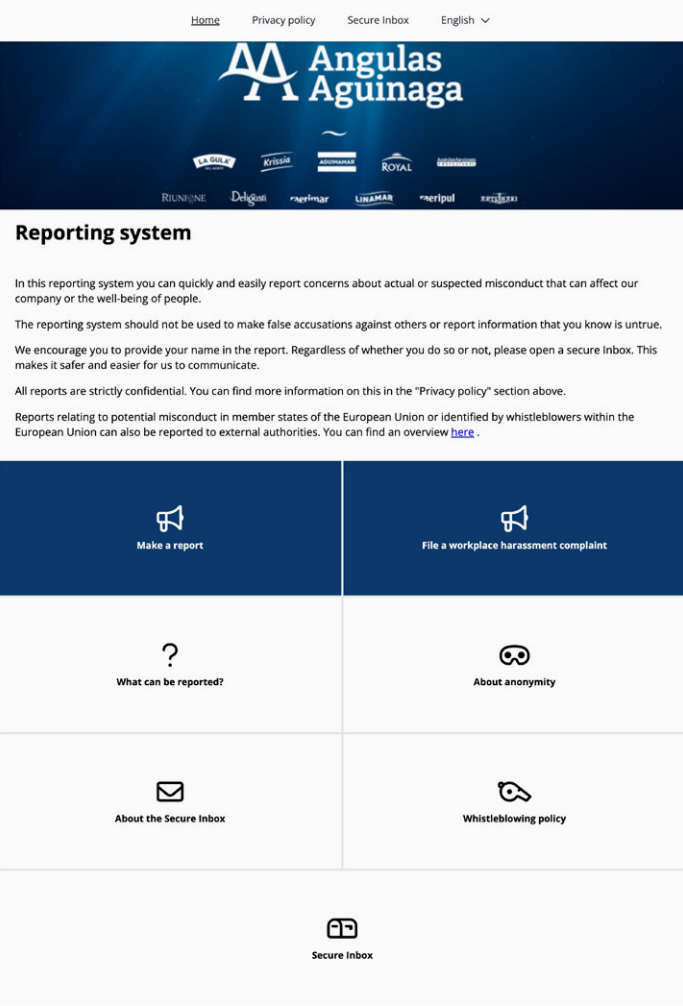 Home Privacy policy Secure Inbox English
Angulas
Aguinaga
LA GULA
DEL NORTE
Krissia
AGUINAMAR
ROYAL
RIUNIONE
Deligusti
merimar
LINAMAR
meripul
Reporting system
In this reporting system you can quickly and easily report concerns about actual or suspected misconduct that can affect our
company or the well-being of people.
The reporting system should not be used to make false accusations against others or report information that you know is untrue.
We encourage you to provide your name in the report. Regardless of whether you do so or not, please open a secure Inbox. This
makes it safer and easier for us to communicate.
All reports are strictly confidential. You can find more information on this in the "Privacy policy" section above.
Reports relating to potential misconduct in member states of the European Union or identified by whistleblowers within the
European Union can also be reported to external authorities. You can find an overview here .
Make a report
File a workplace harassment complaint
What can be reported?
About anonymity
About the Secure Inbox
Whistleblowing policy
Secure Inbox